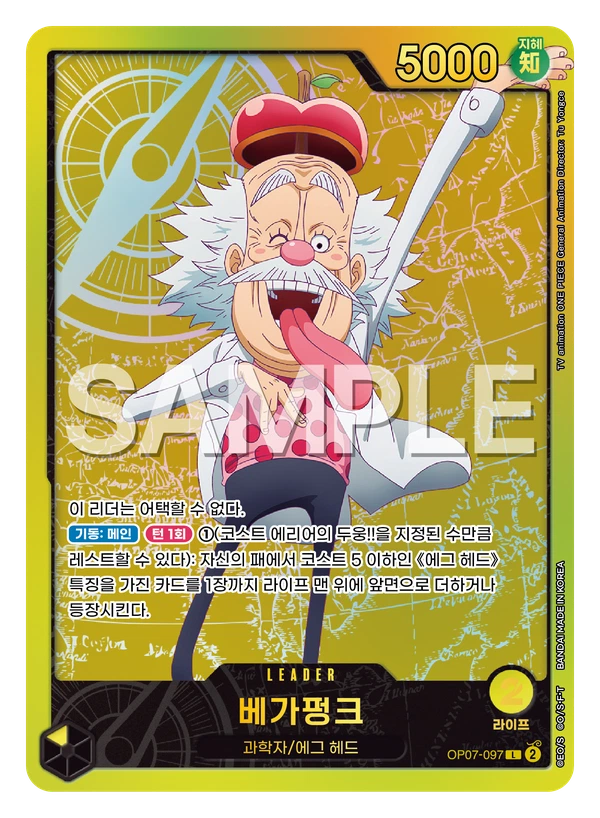 5000
지혜
知
TV animation ONE PIECE General Animation Director: Tu Yongce
SAMPLE
이 리더는 어택할 수 없다.
기동: 메인 턴 1회 ①(코스트 에리어의 두웅!!을 지정된 수만큼
레스트할 수 있다): 자신의 패에서 코스트 5 이하인 《에그 헤드》
특징을 가진 카드를 1장까지 라이프 맨 위에 앞면으로 더하거나
등장시킨다.
LEADER
베가펑크
과학자/에그 헤드
2
라이프
OP07-097 L 2
©E.O/S ©E.O/S・F・T BANDAI MADE IN KOREA